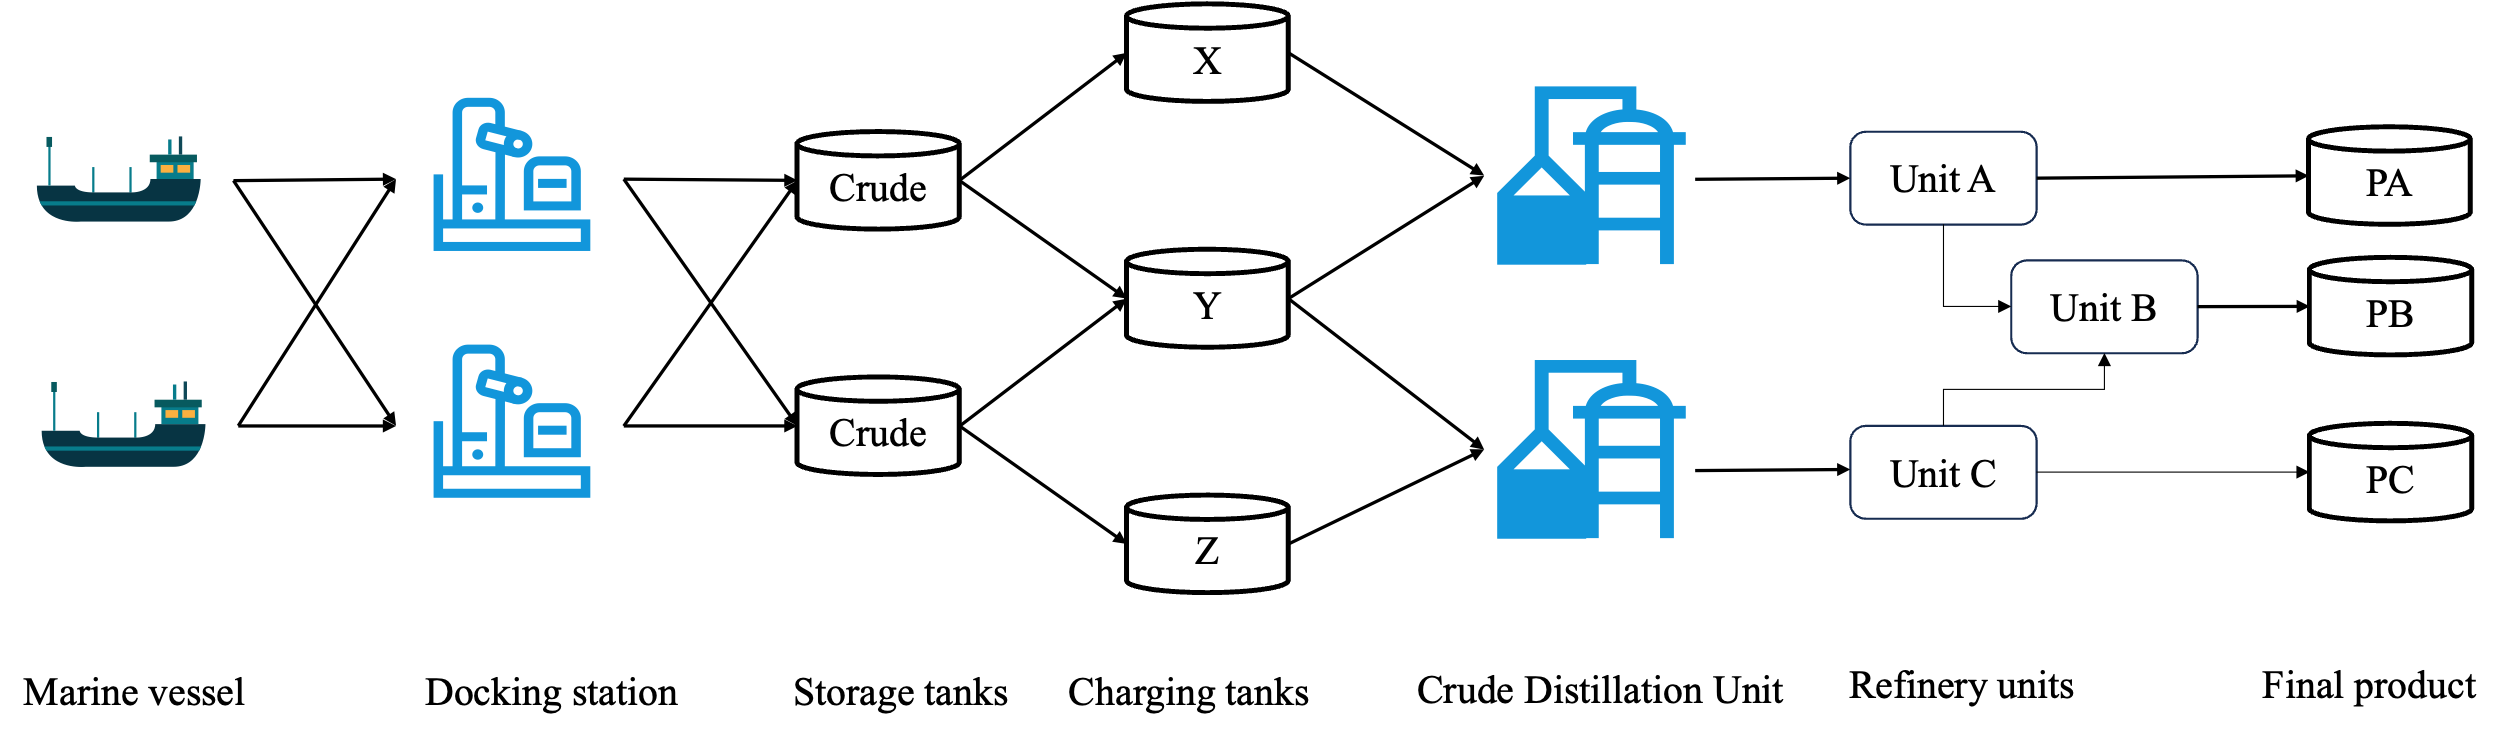 X
Crude
Y
Crude
Z
Unit A
Unit B
Unit C
PA
PB
PC
Marine vessel
Docking station
Storage tanks
Charging tanks
Crude Distillation Unit
Refinery units
Final product